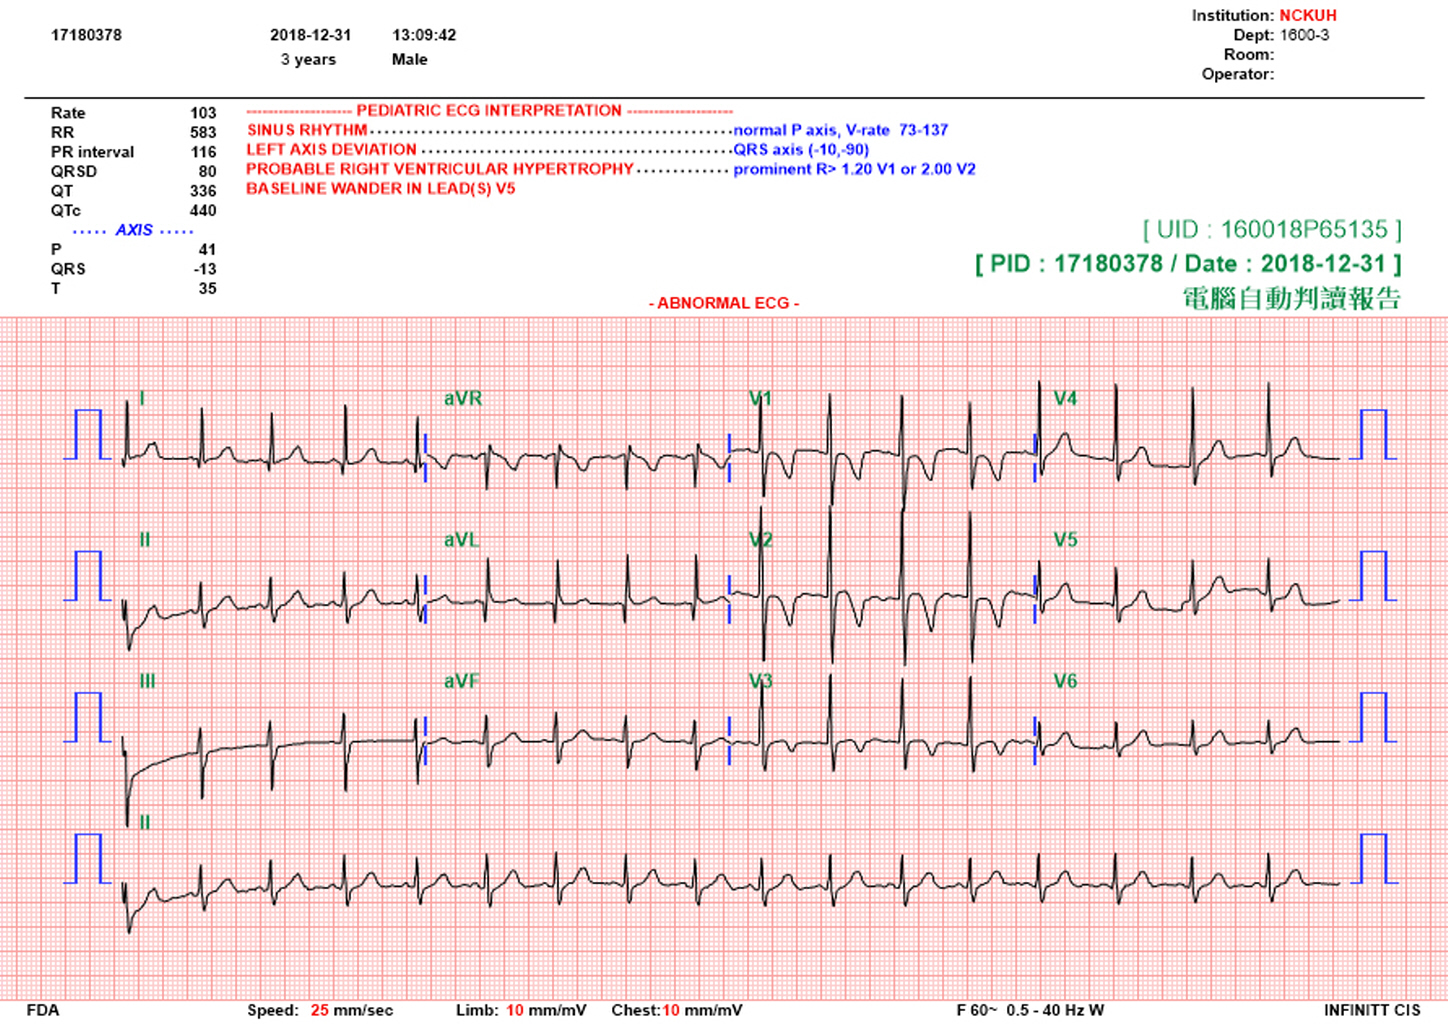 Institution: NCKUH
17180378 2018-12-31 13:09:42 Dept: 1600-3
3 years Male Room:
Operator:
Rate 103 -------------------- PEDIATRIC ECG INTERPRETATION --------------------
RR 583 SINUS RHYTHM ........ normal P axis, V-rate 73-137
PR interval 116 LEFT AXIS DEVIATION ........ QRS axis (-10,-90)
QRSD 80 PROBABLE RIGHT VENTRICULAR HYPERTROPHY ........ prominent R> 1.20 V1 or 2.00 V2
QT 336 BASELINE WANDER IN LEAD(S) V5
QTc 440
..... AXIS .....
P 41
QRS -13
T 35
[ UID : 160018P65135 ]
[ PID : 17180378 / Date : 2018-12-31 ]
電腦自動判讀報告
- ABNORMAL ECG -
I aVR V1 V4
II aVL V2 V5
III aVF V3 V6
II
FDA Speed: 25 mm/sec Limb: 10 mm/mV Chest:10 mm/mV F 60~ 0.5 - 40 Hz W INFINITT CIS